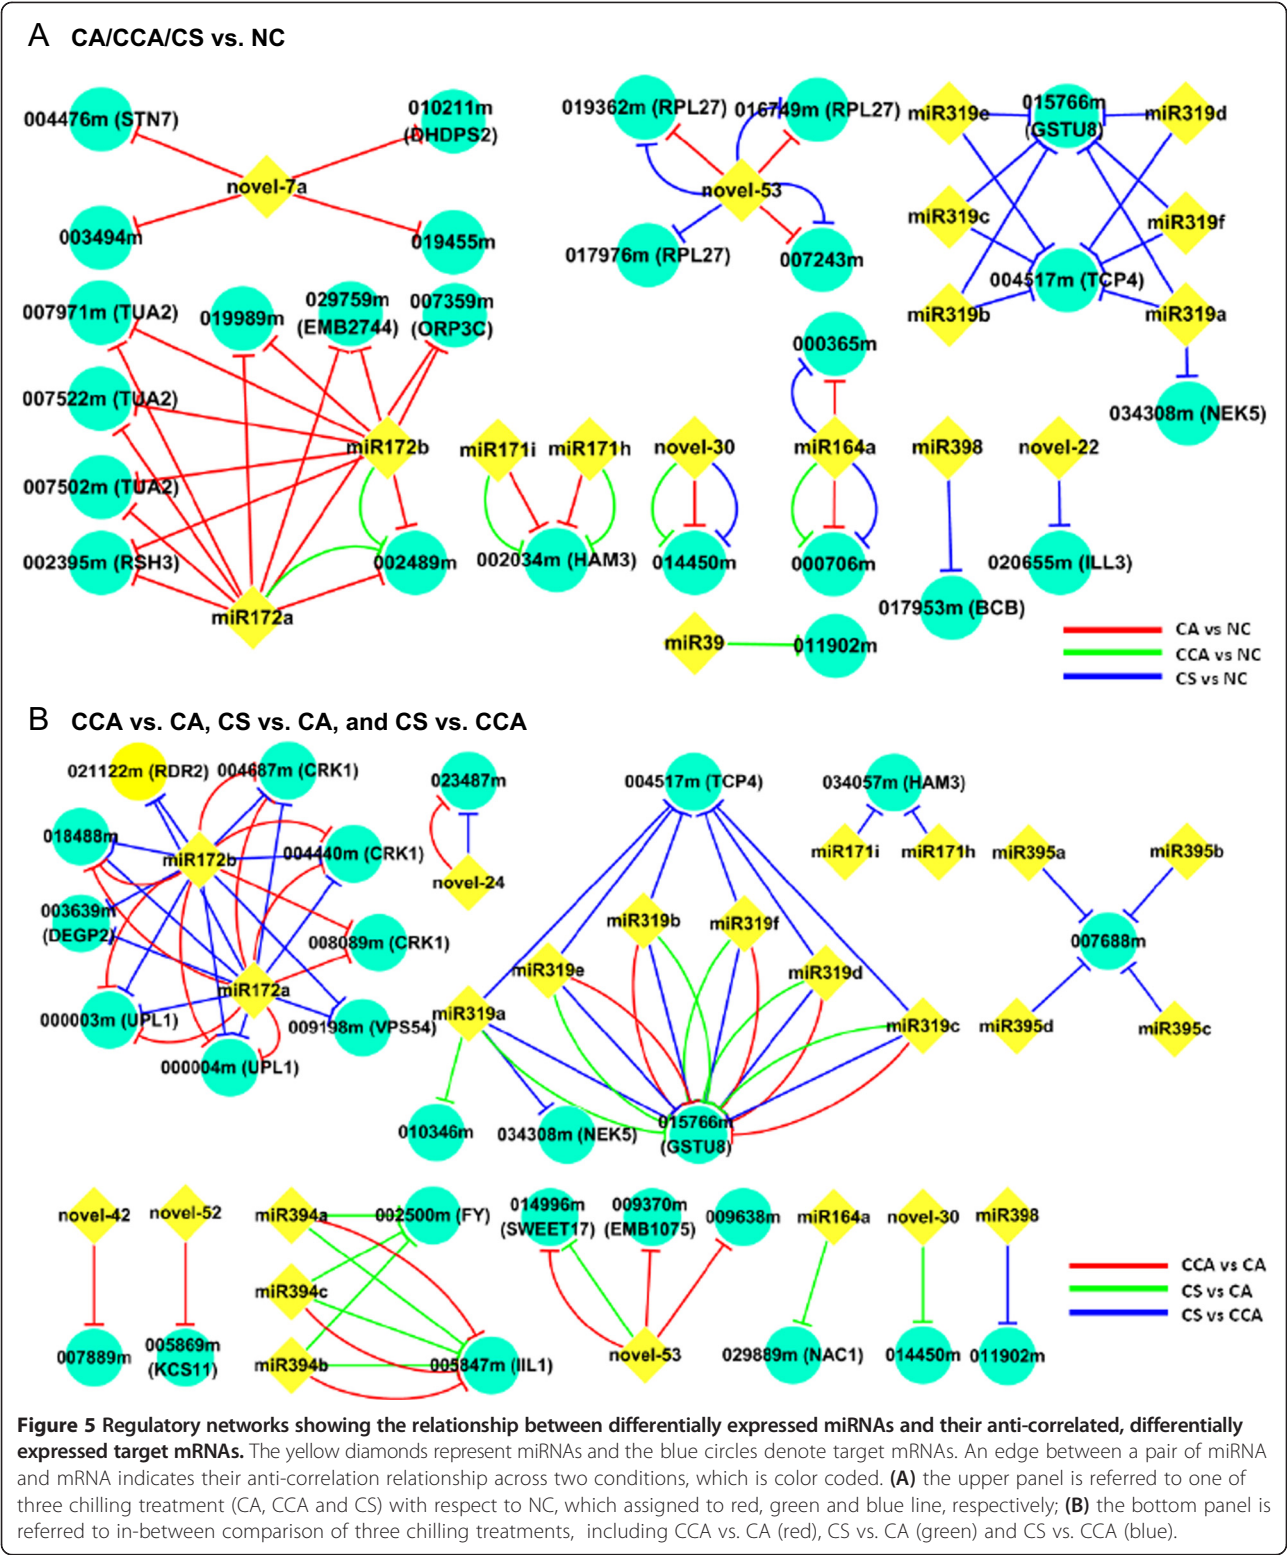 A CA/CCA/CS vs. NC
004476m (STN7)
010211m
(DHDPS2)
novel-7a
003494m
019455m
019362m (RPL27)
016749m (RPL27)
novel-53
017976m (RPL27)
007243m
miR319e
015766m
(GSTU8)
miR319d
miR319c
miR319f
004517m (TCP4)
miR319b
miR319a
034308m (NEK5)
007971m (TUA2)
019989m
029759m
(EMB2744)
007359m
(ORP3C)
007522m (TUA2)
miR172b
007502m (TUA2)
002395m (RSH3)
002489m
miR172a
miR171i
miR171h
002034m (HAM3)
novel-30
014450m
000365m
miR164a
000706m
miR398
017953m (BCB)
novel-22
020655m (ILL3)
miR39
011902m
CA vs NC
CCA vs NC
CS vs NC
B CCA vs. CA, CS vs. CA, and CS vs. CCA
021122m (RDR2)
004687m (CRK1)
018488m
miR172b
004440m (CRK1)
003639m
(DEGP2)
008089m (CRK1)
miR172a
000003m (UPL1)
009198m (VPS54)
000004m (UPL1)
023487m
novel-24
004517m (TCP4)
miR319b
miR319f
miR319e
miR319d
miR319a
miR319c
010346m
034308m (NEK5)
015766m
(GSTU8)
034057m (HAM3)
miR171i
miR171h
miR395a
miR395b
007688m
miR395d
miR395c
novel-42
007889m
novel-52
005869m
(KCS11)
miR394a
002500m (FY)
miR394c
miR394b
005847m (IIL1)
014996m
(SWEET17)
009370m
(EMB1075)
009638m
novel-53
miR164a
029889m (NAC1)
novel-30
014450m
miR398
011902m
CCA vs CA
CS vs CA
CS vs CCA
Figure 5 Regulatory networks showing the relationship between differentially expressed miRNAs and their anti-correlated, differentially
expressed target mRNAs. The yellow diamonds represent miRNAs and the blue circles denote target mRNAs. An edge between a pair of miRNA
and mRNA indicates their anti-correlation relationship across two conditions, which is color coded. (A) the upper panel is referred to one of
three chilling treatment (CA, CCA and CS) with respect to NC, which assigned to red, green and blue line, respectively; (B) the bottom panel is
referred to in-between comparison of three chilling treatments, including CCA vs. CA (red), CS vs. CA (green) and CS vs. CCA (blue).